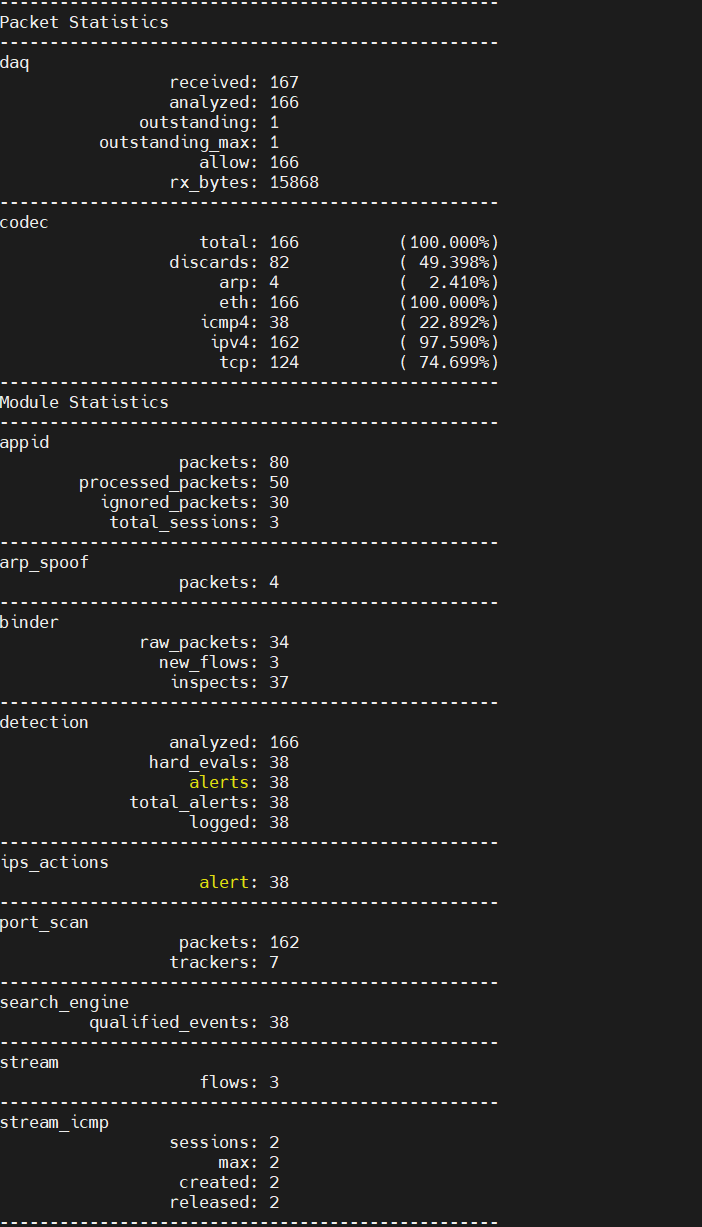 --------------------------------------------------
Packet Statistics
--------------------------------------------------
daq
                 received: 167
                 analyzed: 166
              outstanding: 1
          outstanding_max: 1
                    allow: 166
                 rx_bytes: 15868
--------------------------------------------------
codec
                    total: 166          (100.000%)
                 discards: 82           ( 49.398%)
                      arp: 4            (  2.410%)
                      eth: 166          (100.000%)
                    icmp4: 38           ( 22.892%)
                     ipv4: 162          ( 97.590%)
                      tcp: 124          ( 74.699%)
--------------------------------------------------
Module Statistics
--------------------------------------------------
appid
                  packets: 80
        processed_packets: 50
          ignored_packets: 30
           total_sessions: 3
--------------------------------------------------
arp_spoof
                  packets: 4
--------------------------------------------------
binder
              raw_packets: 34
                new_flows: 3
                 inspects: 37
--------------------------------------------------
detection
                 analyzed: 166
               hard_evals: 38
                   alerts: 38
             total_alerts: 38
                   logged: 38
--------------------------------------------------
ips_actions
                    alert: 38
--------------------------------------------------
port_scan
                  packets: 162
                 trackers: 7
--------------------------------------------------
search_engine
         qualified_events: 38
--------------------------------------------------
stream
                    flows: 3
--------------------------------------------------
stream_icmp
                 sessions: 2
                      max: 2
                  created: 2
                 released: 2
--------------------------------------------------